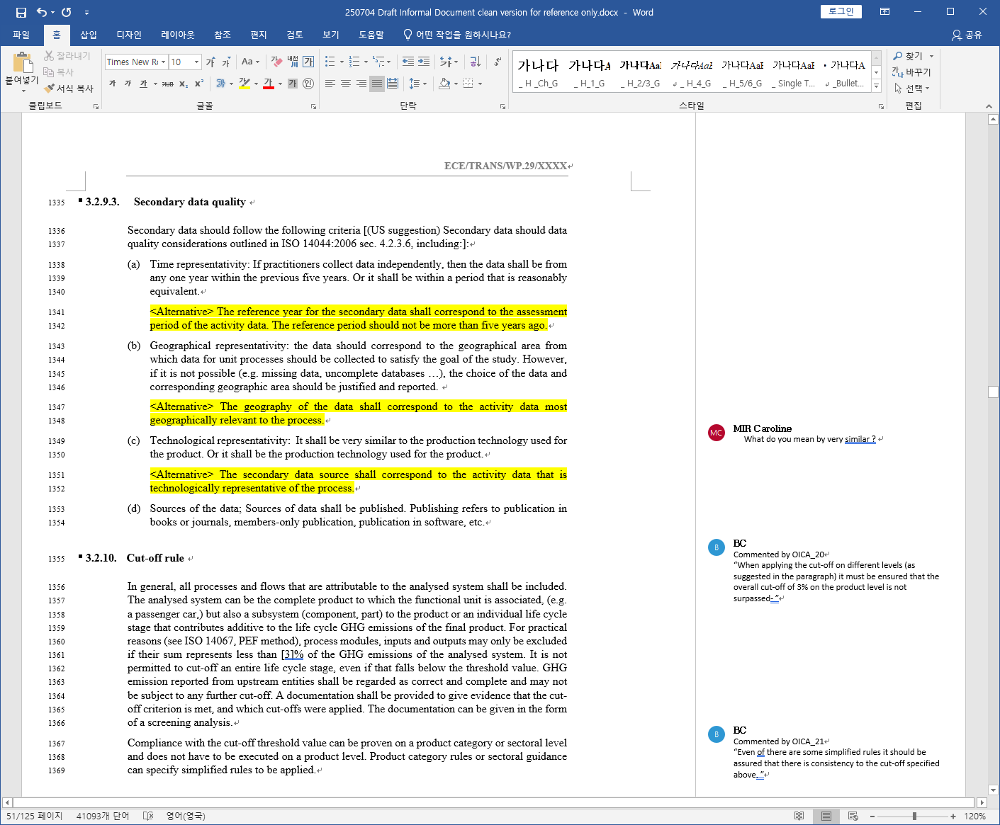 250704 Draft Informal Document clean version for reference only.docx - Word
로그인
파일 홈 삽입 디자인 레이아웃 참조 편지 검토 보기 도움말 어떤 작업을 원하시나요? 공유
붙여넣기
잘라내기
복사
서식 복사
클립보드
Times New R 10
글꼴
단락
가나다 가나다A 가나다AaI 가나다AaE 가나다AaE 가나다AaE 가나다A
_ H _Ch_G _ H_1_G _ H_2/3_G _ H_4_G _ H_5/6_G _ Single T... _Bullet...
스타일
찾기
바꾸기
선택
편집
ECE/TRANS/WP.29/XXXX
1335 3.2.9.3. Secondary data quality
1336 Secondary data should follow the following criteria [(US suggestion) Secondary data should data
1337 quality considerations outlined in ISO 14044:2006 sec. 4.2.3.6, including:]:
1338 (a) Time representativity: If practitioners collect data independently, then the data shall be from
1339 any one year within the previous five years. Or it shall be within a period that is reasonably
1340 equivalent.
1341 <Alternative> The reference year for the secondary data shall correspond to the assessment
1342 period of the activity data. The reference period should not be more than five years ago.
1343 (b) Geographical representativity: the data should correspond to the geographical area from
1344 which data for unit processes should be collected to satisfy the goal of the study. However,
1345 if it is not possible (e.g. missing data, uncomplete databases …), the choice of the data and
1346 corresponding geographic area should be justified and reported.
1347 <Alternative> The geography of the data shall correspond to the activity data most
1348 geographically relevant to the process.
1349 (c) Technological representativity: It shall be very similar to the production technology used for
1350 the product. Or it shall be the production technology used for the product.
1351 <Alternative> The secondary data source shall correspond to the activity data that is
1352 technologically representative of the process.
1353 (d) Sources of the data; Sources of data shall be published. Publishing refers to publication in
1354 books or journals, members-only publication, publication in software, etc.
1355 3.2.10. Cut-off rule
1356 In general, all processes and flows that are attributable to the analysed system shall be included.
1357 The analysed system can be the complete product to which the functional unit is associated, (e.g.
1358 a passenger car,) but also a subsystem (component, part) to the product or an individual life cycle
1359 stage that contributes additive to the life cycle GHG emissions of the final product. For practical
1360 reasons (see ISO 14067, PEF method), process modules, inputs and outputs may only be excluded
1361 if their sum represents less than [3]% of the GHG emissions of the analysed system. It is not
1362 permitted to cut-off an entire life cycle stage, even if that falls below the threshold value. GHG
1363 emission reported from upstream entities shall be regarded as correct and complete and may not
1364 be subject to any further cut-off. A documentation shall be provided to give evidence that the cut-
1365 off criterion is met, and which cut-offs were applied. The documentation can be given in the form
1366 of a screening analysis.
1367 Compliance with the cut-off threshold value can be proven on a product category or sectoral level
1368 and does not have to be executed on a product level. Product category rules or sectoral guidance
1369 can specify simplified rules to be applied.
MC MIR Caroline
What do you mean by very similar ?
B BC
Commented by OICA_20
“When applying the cut-off on different levels (as
suggested in the paragraph) it must be ensured that the
overall cut-off of 3% on the product level is not
surpassed- ”
B BC
Commented by OICA_21
“Even of there are some simplified rules it should be
assured that there is consistency to the cut-off specified
above. ”
51/125 페이지 41093개 단어 영어(영국) 120%